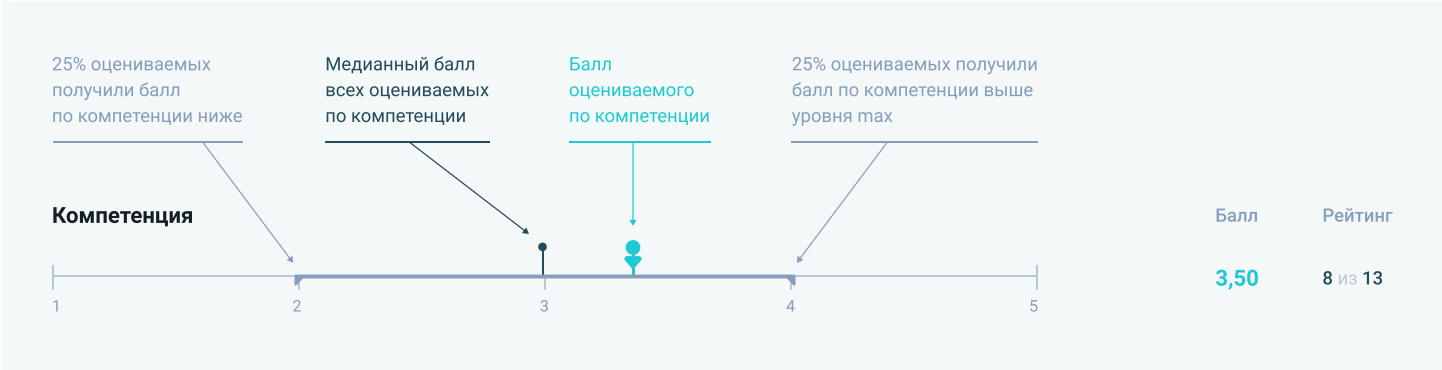 25% оцениваемых
получили балл
по компетенции ниже
Медианный балл
всех оцениваемых
по компетенции
Балл
оцениваемого
по компетенции
25% оцениваемых получили
балл по компетенции выше
уровня max
Компетенция
Балл Рейтинг
3,50 8 из 13
1 2 3 4 5